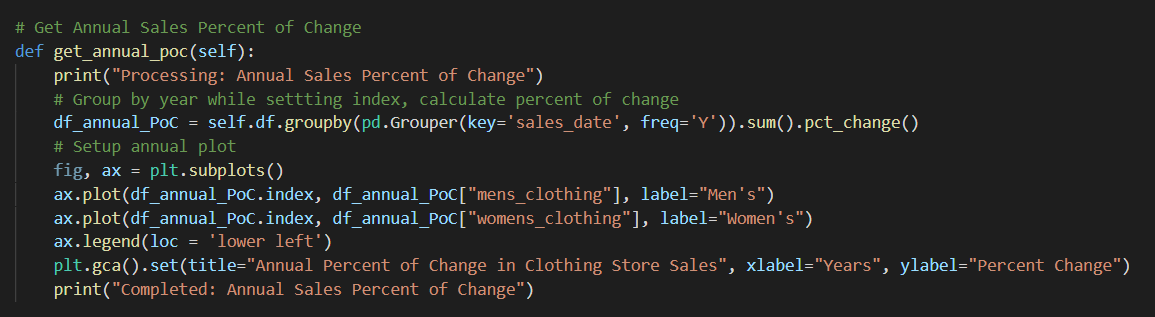 # Get Annual Sales Percent of Change
def get_annual_poc(self):
    print("Processing: Annual Sales Percent of Change")
    # Group by year while settting index, calculate percent of change
    df_annual_PoC = self.df.groupby(pd.Grouper(key='sales_date', freq='Y')).sum().pct_change()
    # Setup annual plot
    fig, ax = plt.subplots()
    ax.plot(df_annual_PoC.index, df_annual_PoC["mens_clothing"], label="Men's")
    ax.plot(df_annual_PoC.index, df_annual_PoC["womens_clothing"], label="Women's")
    ax.legend(loc = 'lower left')
    plt.gca().set(title="Annual Percent of Change in Clothing Store Sales", xlabel="Years", ylabel="Percent Change")
    print("Completed: Annual Sales Percent of Change")